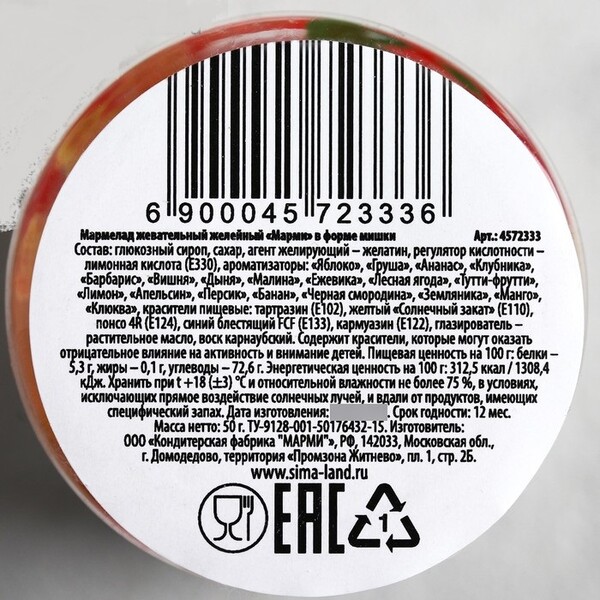 6 900045 723336
Мармелад жевательный желейный «Марми» в форме мишки Арт.: 4572333
Состав: глюкозный сироп, сахар, агент желирующий – желатин, регулятор кислотности –
лимонная кислота (Е330), ароматизаторы: «Яблоко», «Груша», «Ананас», «Клубника»,
«Барбарис», «Вишня», «Дыня», «Малина», «Ежевика», «Лесная ягода», «Тутти-фрутти»,
«Лимон», «Апельсин», «Персик», «Банан», «Черная смородина», «Земляника», «Манго»,
«Клюква», красители пищевые: тартразин (Е102), желтый «Солнечный закат» (Е110),
понсо 4R (Е124), синий блестящий FCF (Е133), кармуазин (Е122), глазирователь –
растительное масло, воск карнаубский. Содержит красители, которые могут оказать
отрицательное влияние на активность и внимание детей. Пищевая ценность на 100 г: белки –
5,3 г, жиры – 0,1 г, углеводы – 72,6 г. Энергетическая ценность на 100 г: 312,5 ккал / 1308,4
кДж. Хранить при t +18 (±3) °С и относительной влажности не более 75 %, в условиях,
исключающих прямое воздействие солнечных лучей, и вдали от продуктов, имеющих
специфический запах. Дата изготовления: . Срок годности: 12 мес.
Масса нетто: 50 г. ТУ-9128-001-50176432-15. Изготовитель:
ООО «Кондитерская фабрика "МАРМИ"», РФ, 142033, Московская обл.,
г. Домодедово, территория «Промзона Житнево», пл. 1, стр. 2Б.
www.sima-land.ru
EAC 1